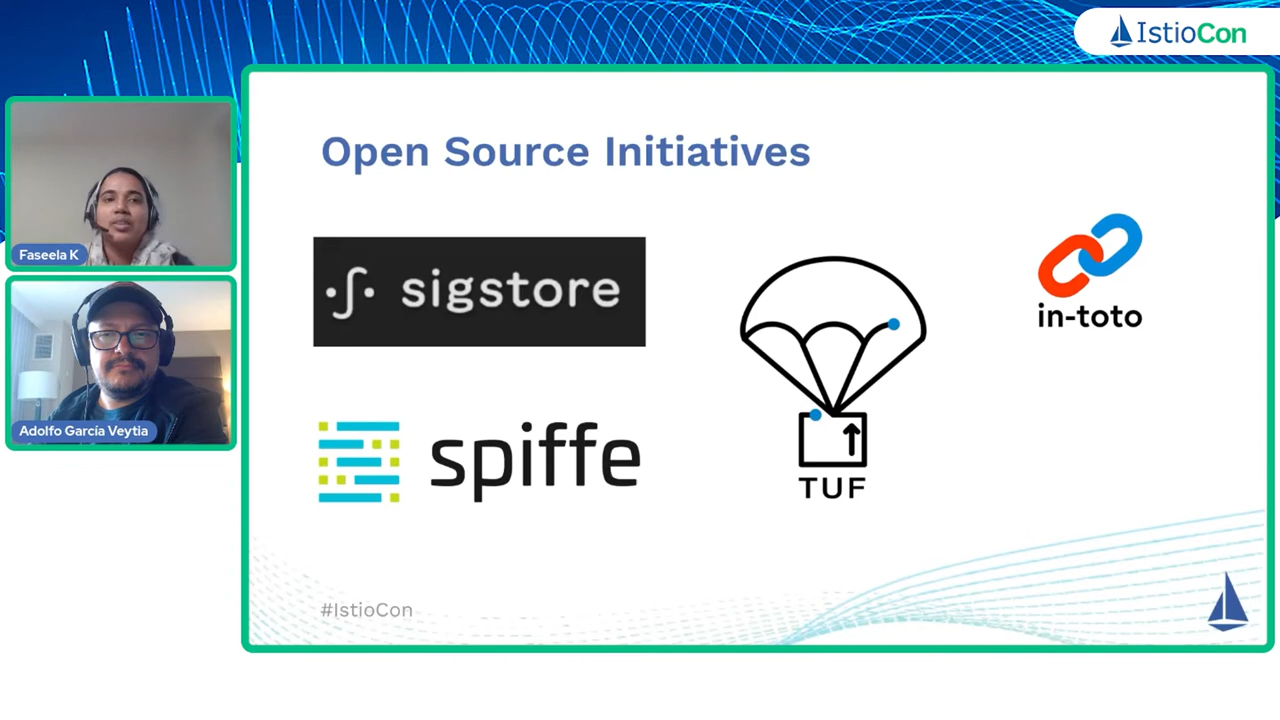 IstioCon
Faseela K
Adolfo García Veytia
Open Source Initiatives
sigstore
in-toto
spiffe
TUF
#IstioCon